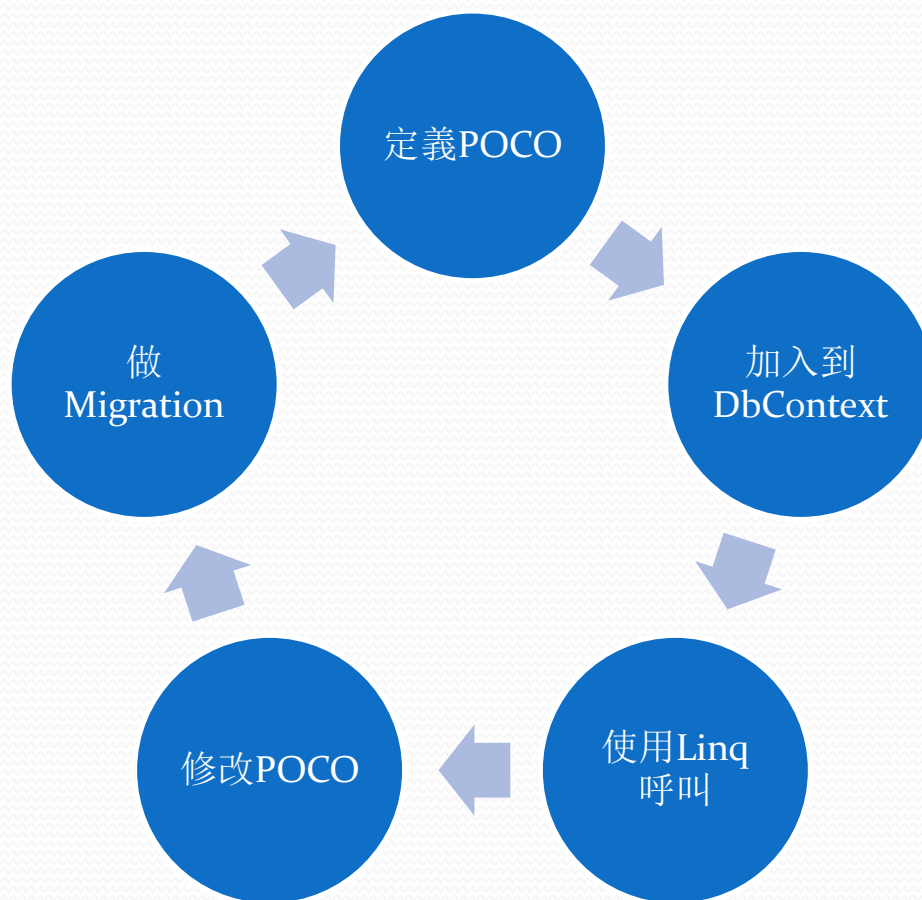 定義POCO
加入到
DbContext
使用Linq
呼叫
修改POCO
做
Migration